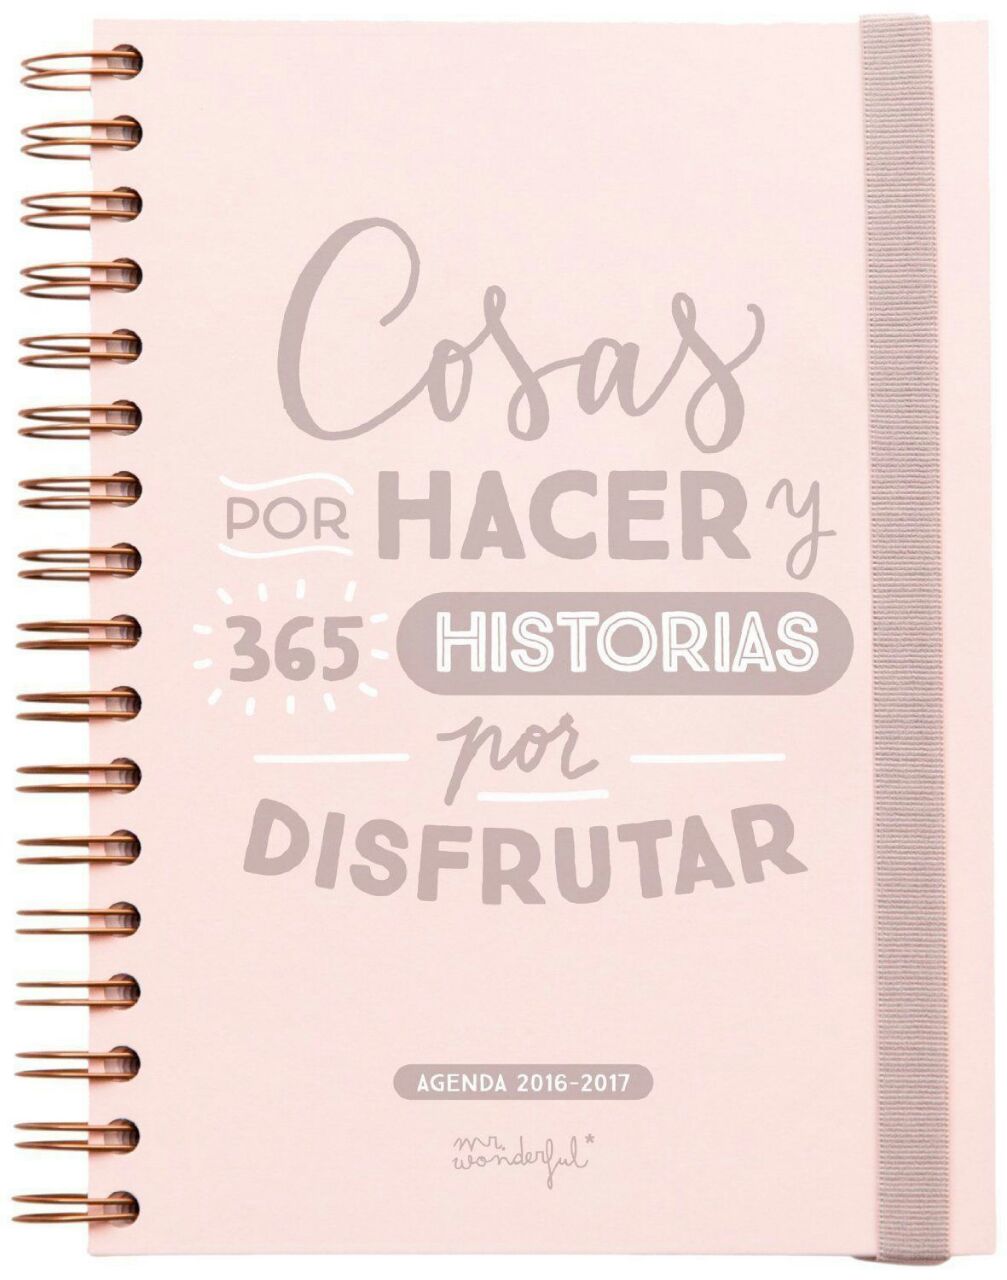 Cosas
POR HACER y
365 HISTORIAS
por
DISFRUTAR
AGENDA 2016-2017
mr.
wonderful*